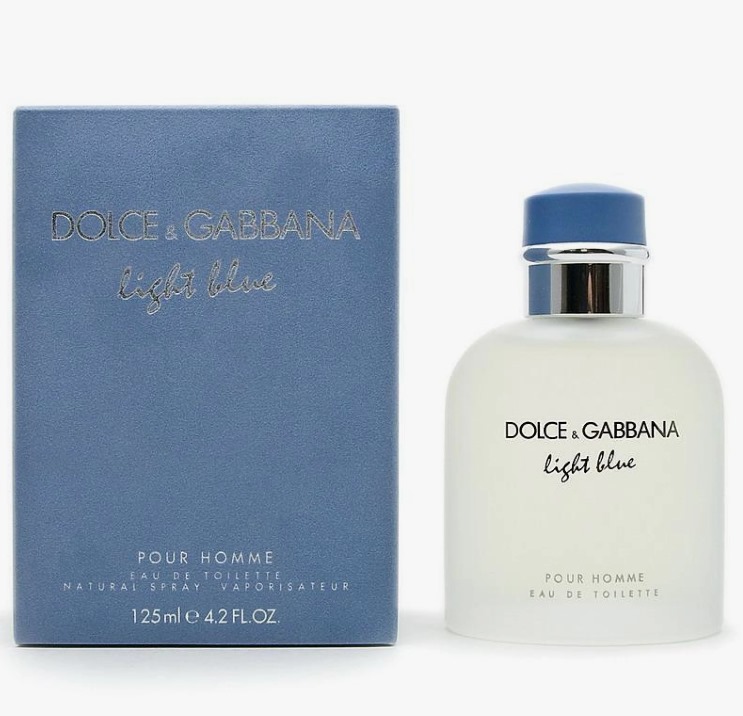 DOLCE & GABBANA
light blue
POUR HOMME
EAU DE TOILETTE
NATURAL SPRAY VAPORISATEUR
125ml ℮ 4.2 FL.OZ.
DOLCE & GABBANA
light blue
POUR HOMME
EAU DE TOILETTE